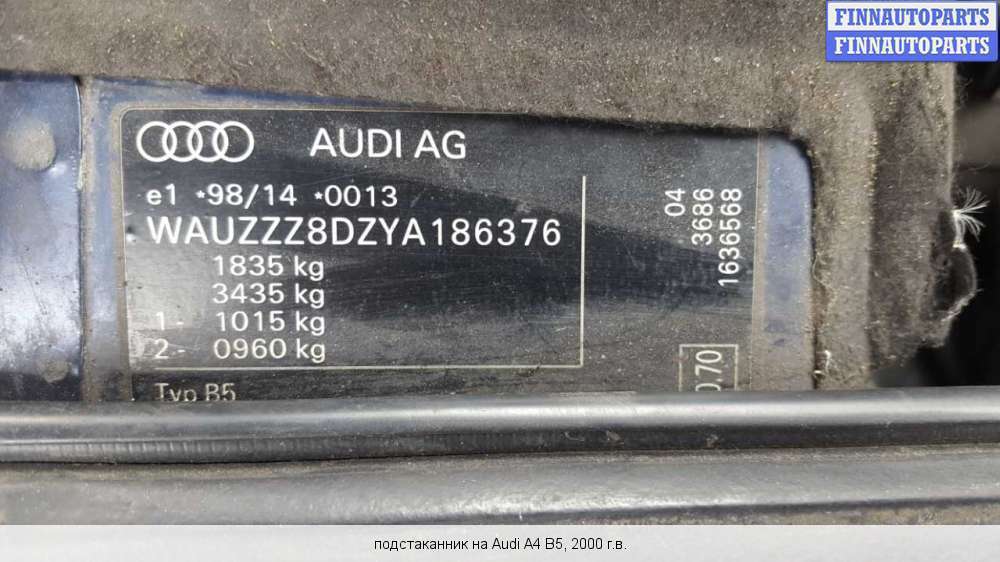 FINNAUTOPARTS
FINNAUTOPARTS
AUDI AG
e1 *98/14 *0013
WAUZZZ8DZYA186376
1835 kg
3435 kg
1- 1015 kg
2- 0960 kg
Typ B5
04
3686
1636568
0.70
подстаканник на Audi A4 B5, 2000 г.в.